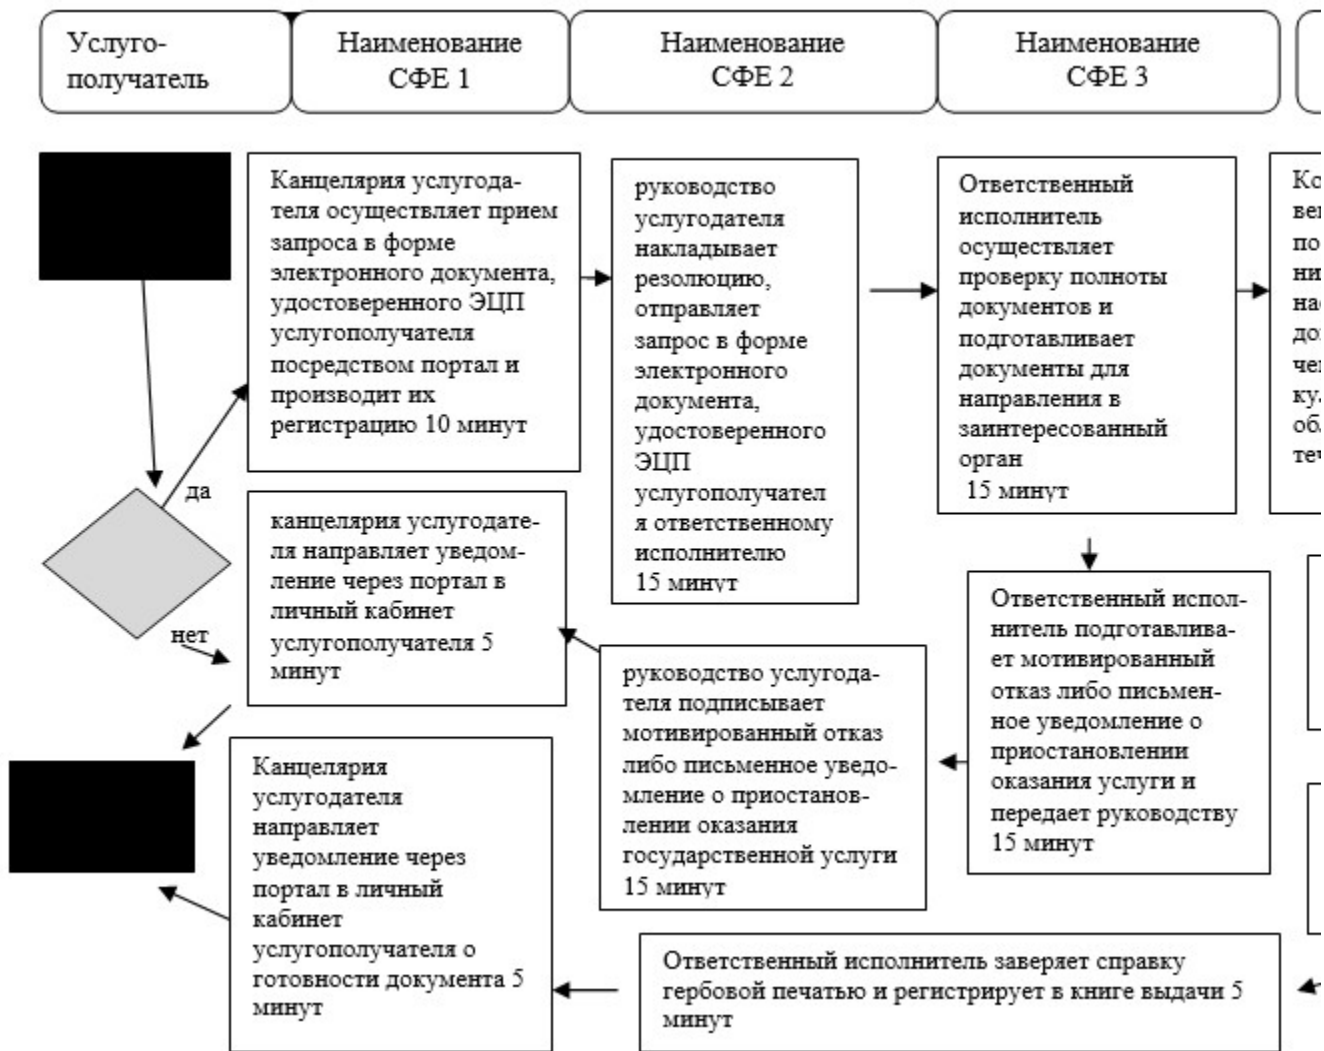 Услуго-
получатель
Наименование
СФЕ 1
Наименование
СФЕ 2
Наименование
СФЕ 3
Канцелярия услугода-
теля осуществляет прием
запроса в форме
электронного документа,
удостоверенного ЭЦП
услугополучателя
посредством портал и
производит их
регистрацию 10 минут
руководство
услугодателя
накладывает
резолюцию,
отправляет
запрос в форме
электронного
документа,
удостоверенного
ЭЦП
услугополучател
я ответственному
исполнителю
15 минут
Ответственный
исполнитель
осуществляет
проверку полноты
документов и
подготавливает
документы для
направления в
заинтересованный
орган
15 минут
да
нет
канцелярия услугодате-
ля направляет уведом-
ление через портал в
личный кабинет
услугополучателя 5
минут
руководство услугода-
теля подписывает
мотивированный отказ
либо письменное уведо-
мление о приостанов-
лении оказания
государственной услуги
15 минут
Ответственный испол-
нитель подготавлива-
ет мотивированный
отказ либо письмен-
ное уведомление о
приостановлении
оказания услуги и
передает руководству
15 минут
Канцелярия
услугодателя
направляет
уведомление через
портал в личный
кабинет
услугополучателя о
готовности документа 5
минут
Ответственный исполнитель заверяет справку
гербовой печатью и регистрирует в книге выдачи 5
минут